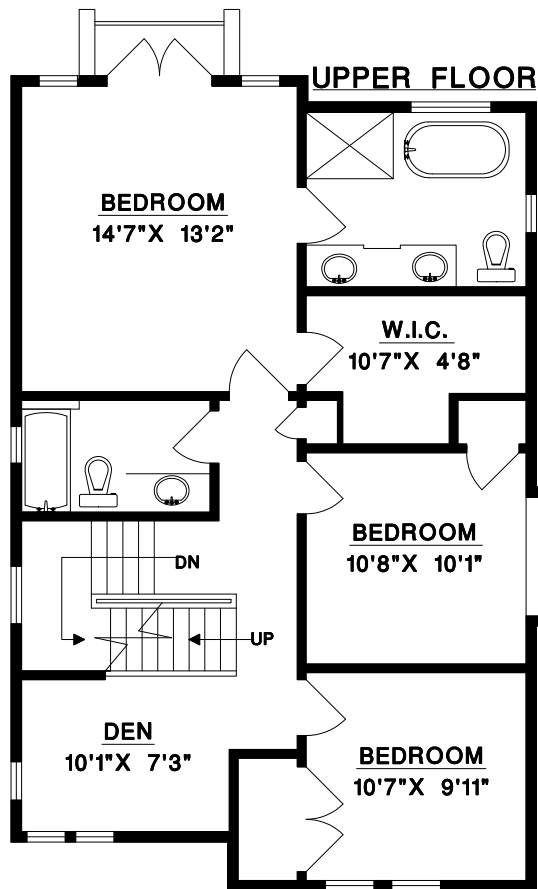 UPPER FLOOR
BEDROOM
14'7"X 13'2"
W.I.C.
10'7"X 4'8"
BEDROOM
10'8"X 10'1"
DN
UP
DEN
10'1"X 7'3"
BEDROOM
10'7"X 9'11"